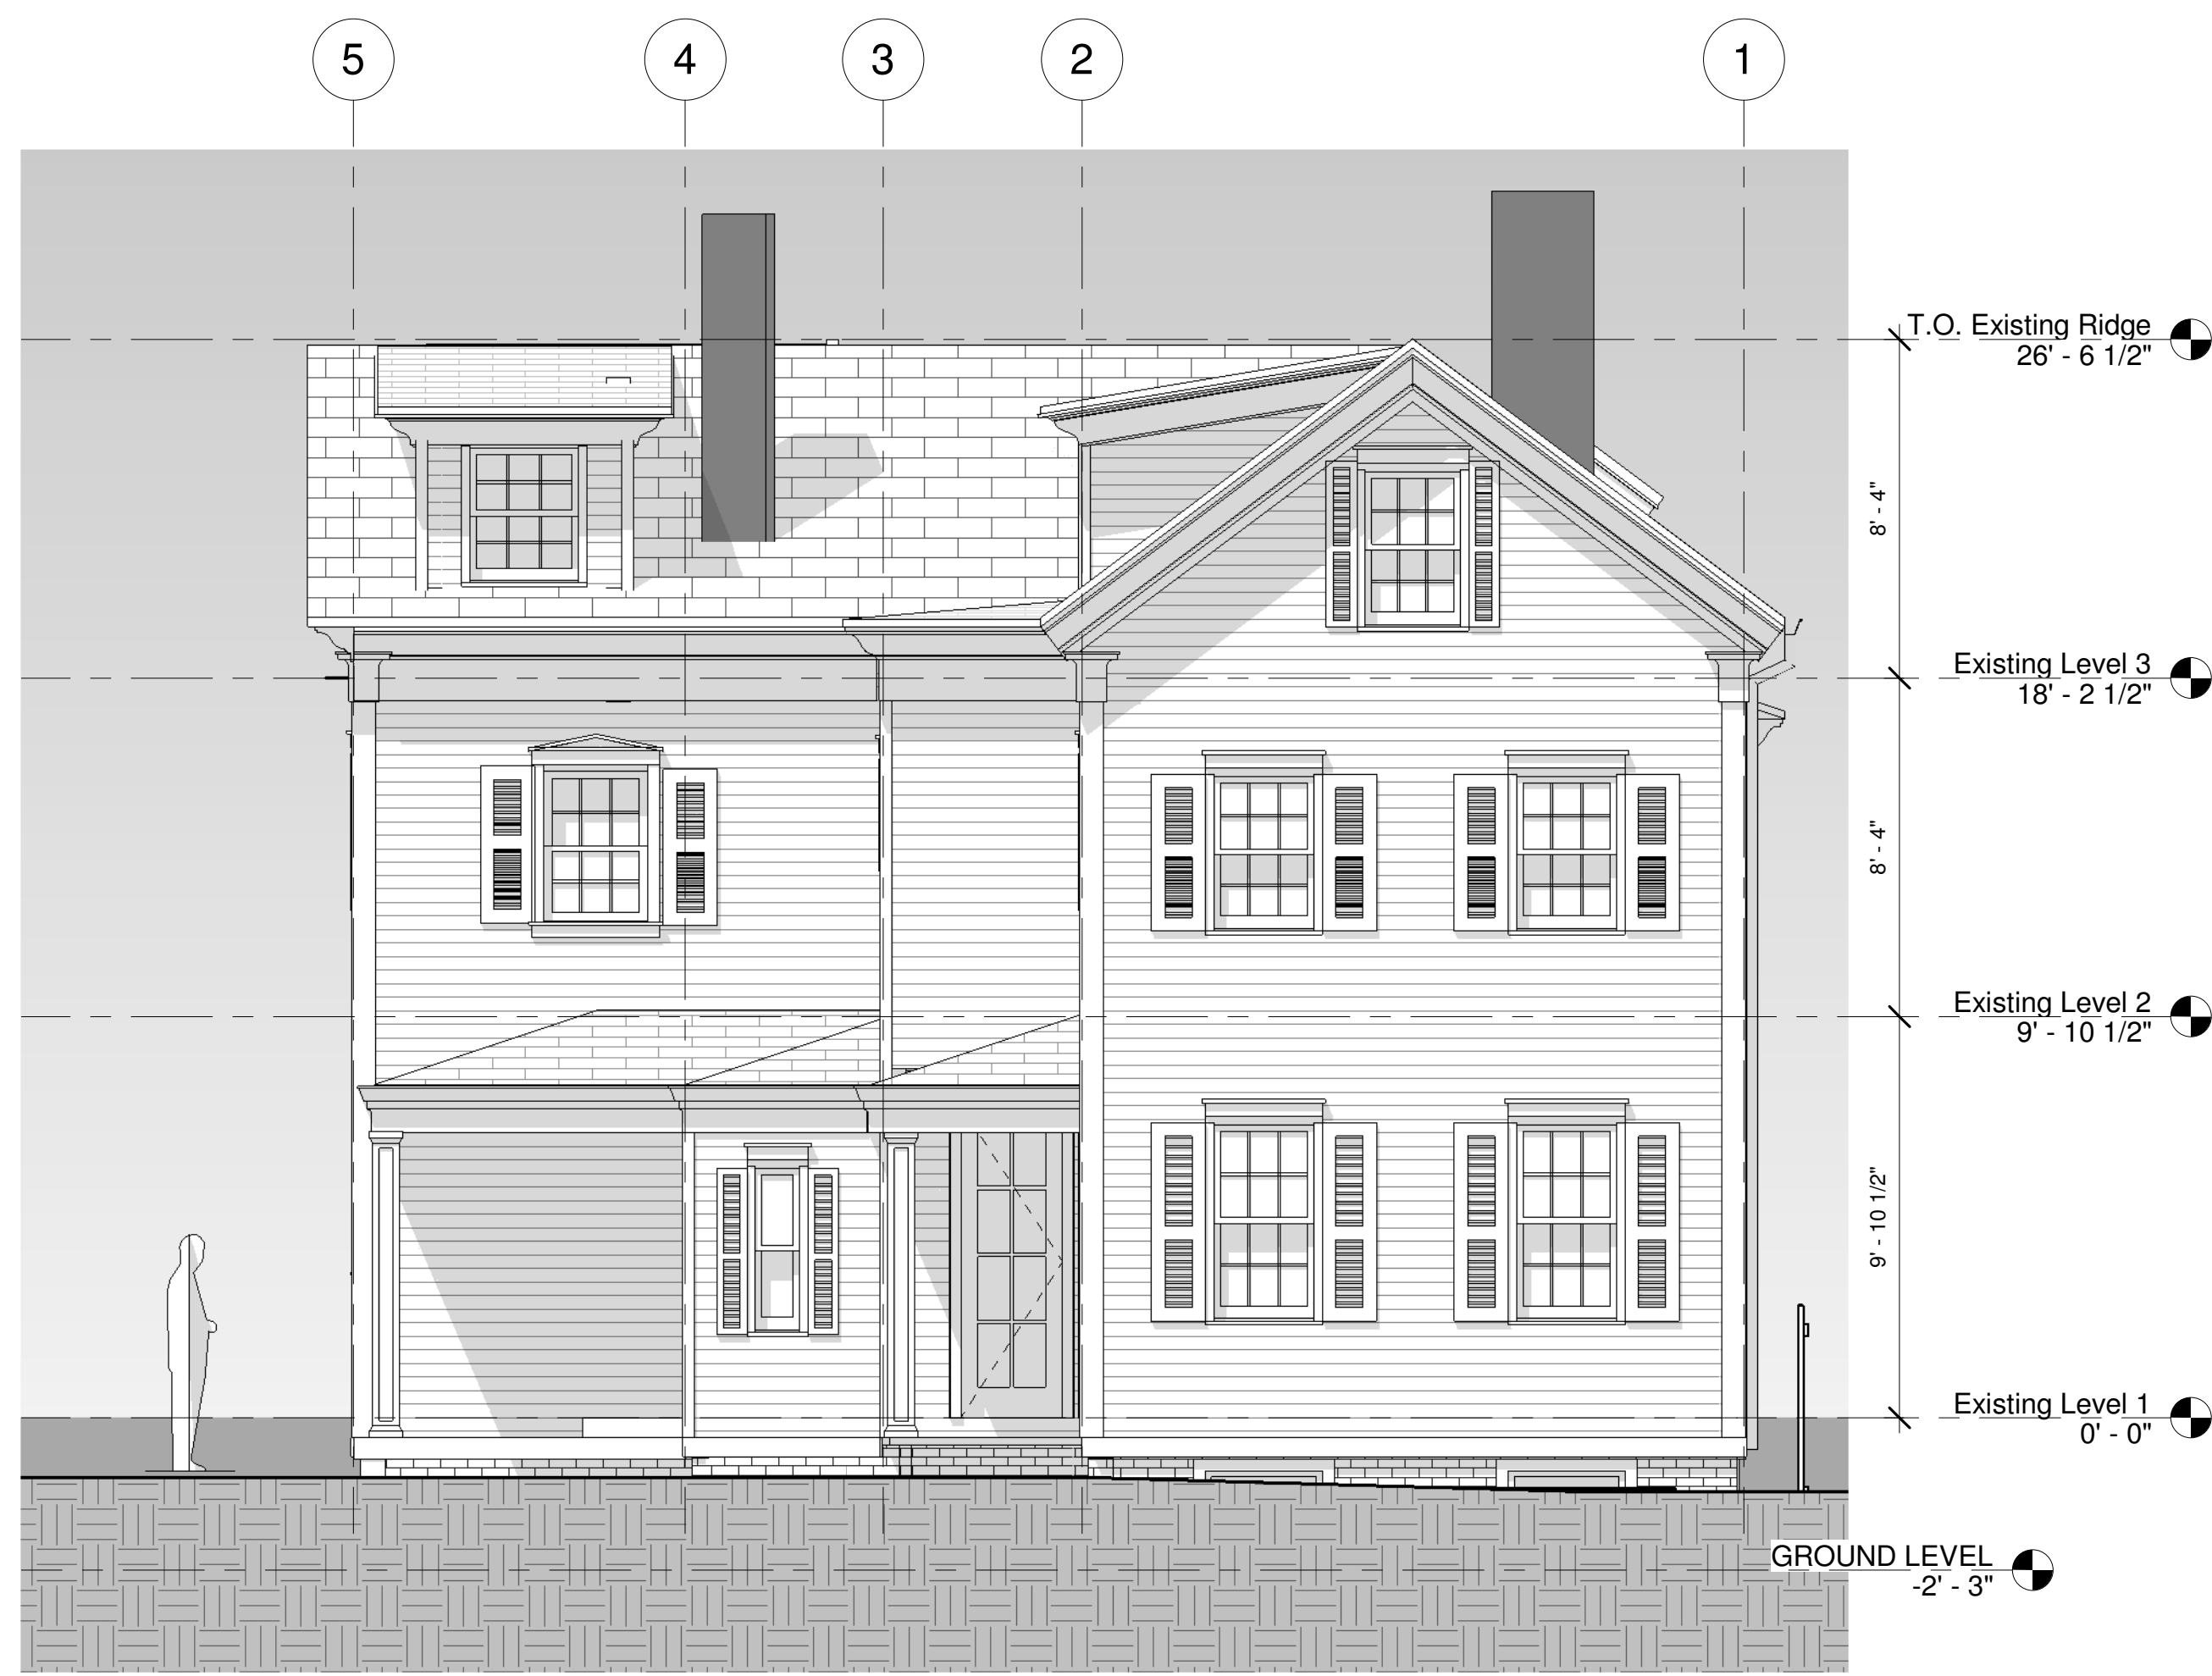 5 4 3 2 1
T.O. Existing Ridge
26' - 6 1/2"
8' - 4"
Existing Level 3
18' - 2 1/2"
8' - 4"
Existing Level 2
9' - 10 1/2"
9' - 10 1/2"
Existing Level 1
0' - 0"
GROUND LEVEL
-2' - 3"